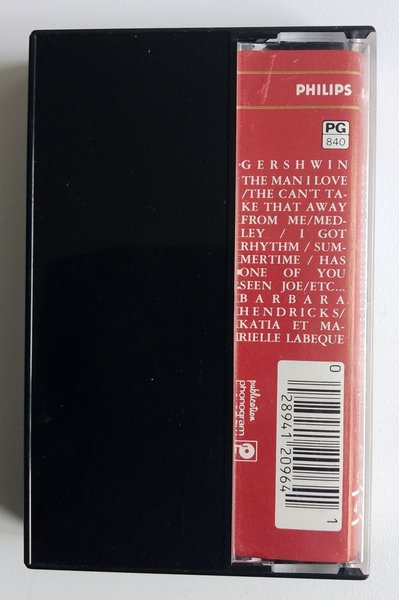 PHILIPS
PG
840
GERSHWIN
THE MAN I LOVE
/THE CAN'T TA-
KE THAT AWAY
FROM ME/MED-
LEY / I GOT
RHYTHM / SUM-
MERTIME / HAS
ONE OF YOU
SEEN JOE/ETC...
BARBARA
HENDRICKS/
KATIA ET MA-
RIELLE LABEQUE
publication
phonogram
0 28941 20964 1